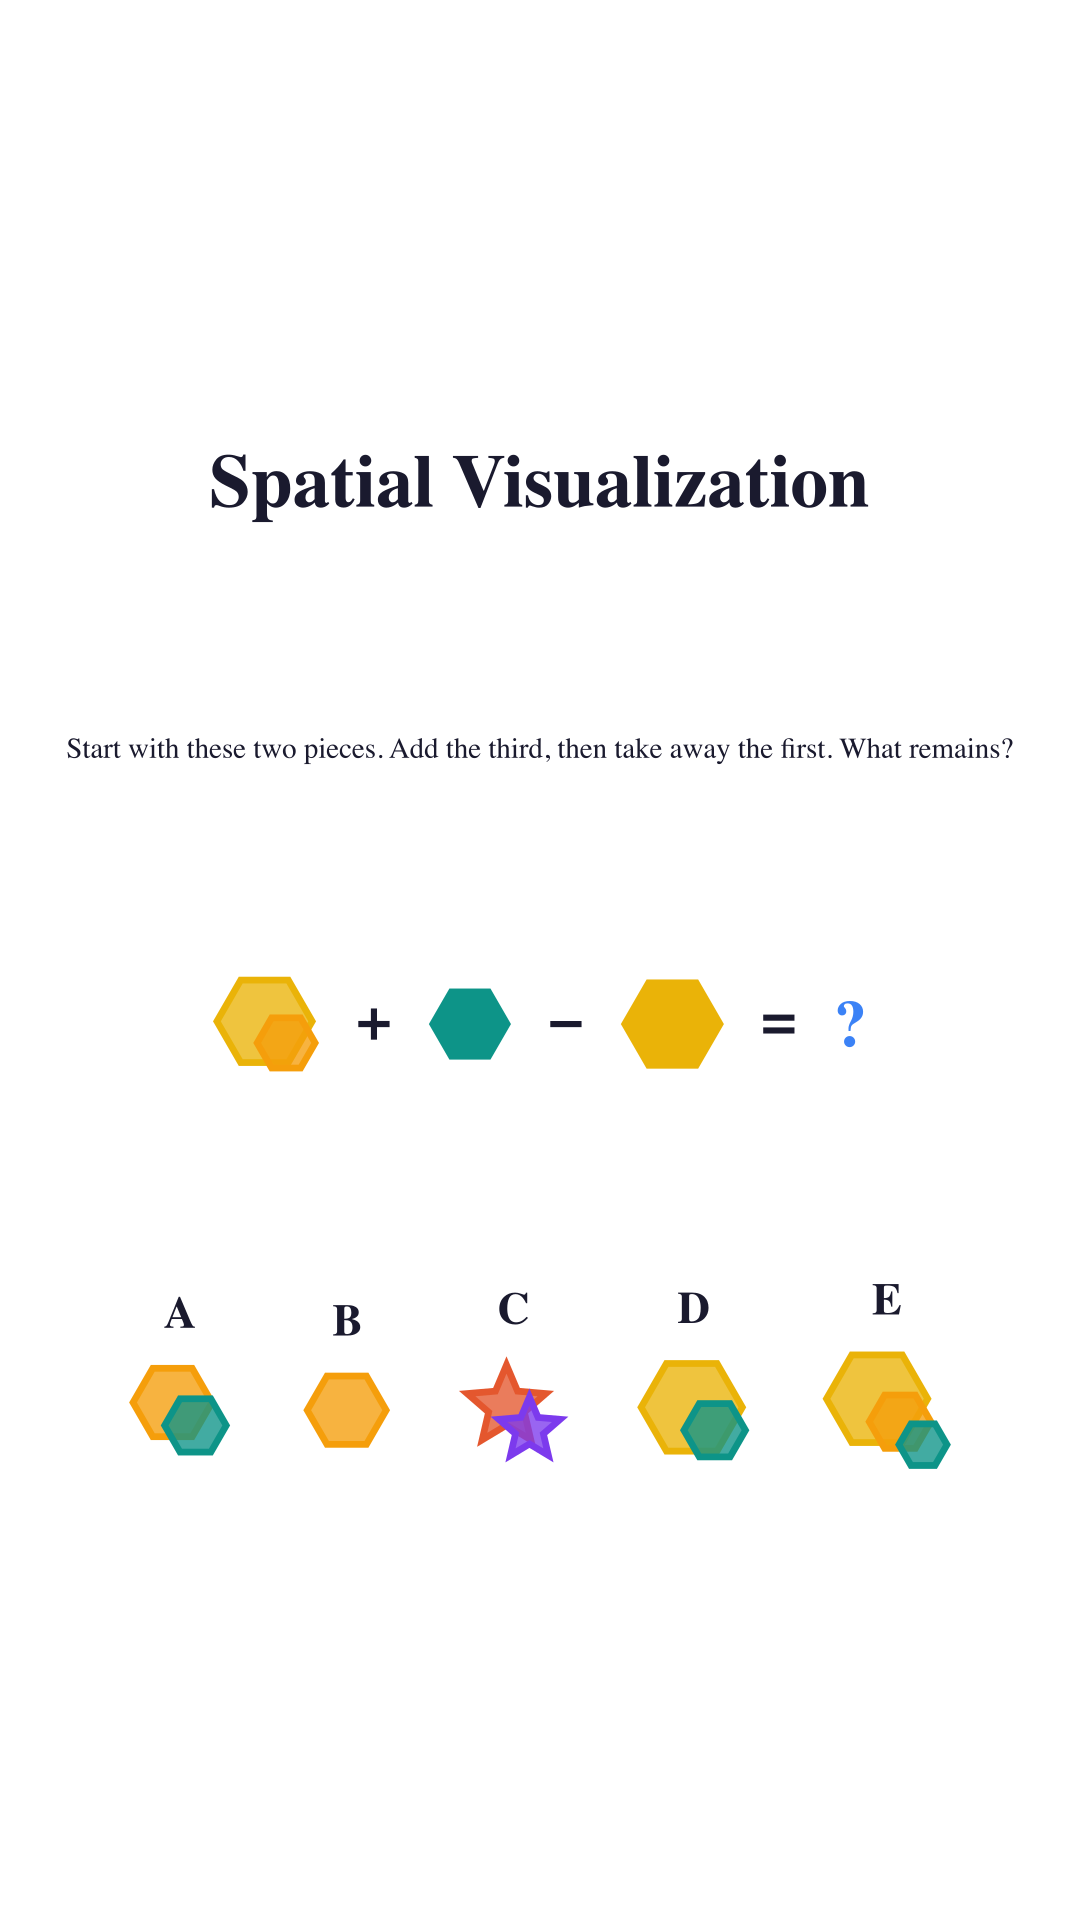 Spatial Visualization
Start with these two pieces. Add the third, then take away the first. What remains?
+ − = ?
A B C D E